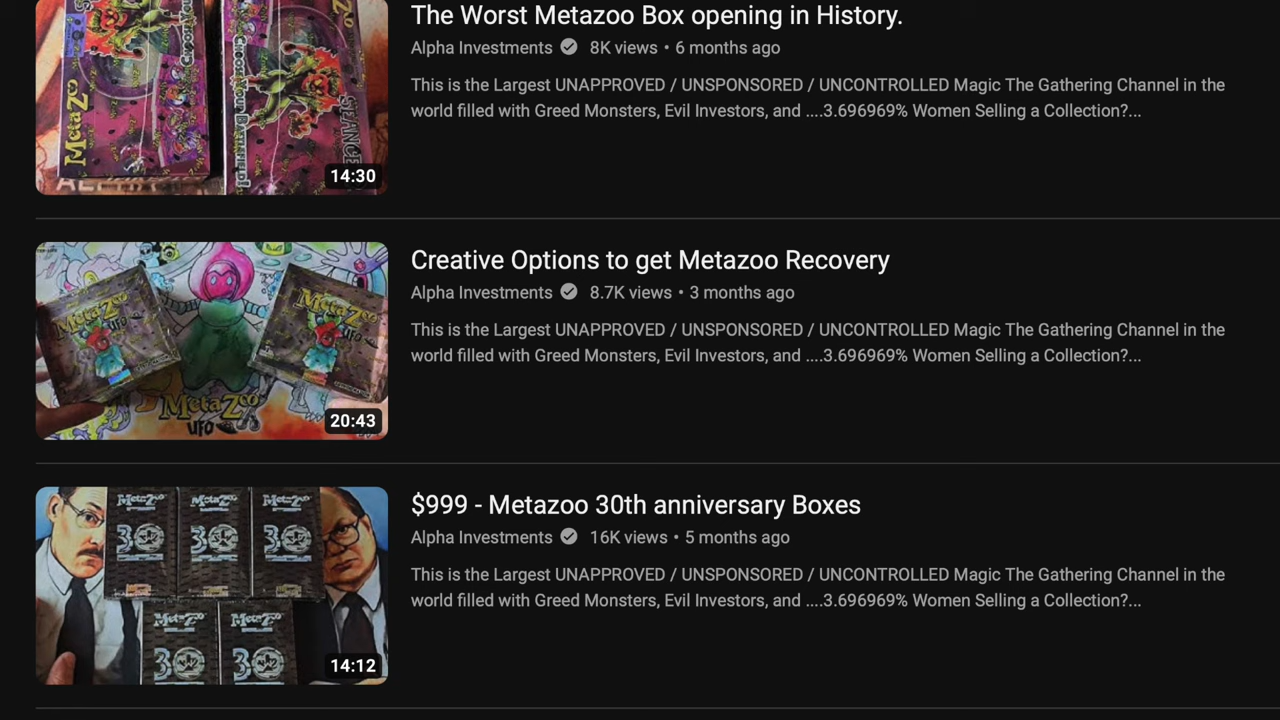 The Worst Metazoo Box opening in History.
Alpha Investments 8K views • 6 months ago
This is the Largest UNAPPROVED / UNSPONSORED / UNCONTROLLED Magic The Gathering Channel in the
world filled with Greed Monsters, Evil Investors, and ....3.696969% Women Selling a Collection?...
MetaZoo
SEANCE
14:30
Creative Options to get Metazoo Recovery
Alpha Investments 8.7K views • 3 months ago
This is the Largest UNAPPROVED / UNSPONSORED / UNCONTROLLED Magic The Gathering Channel in the
world filled with Greed Monsters, Evil Investors, and ....3.696969% Women Selling a Collection?...
MetaZoo
UFO
MetaZoo
UFO
MetaZoo
UFO
20:43
$999 - Metazoo 30th anniversary Boxes
Alpha Investments 16K views • 5 months ago
This is the Largest UNAPPROVED / UNSPONSORED / UNCONTROLLED Magic The Gathering Channel in the
world filled with Greed Monsters, Evil Investors, and ....3.696969% Women Selling a Collection?...
MetaZoo MetaZoo MetaZoo
30 30 30
MetaZoo MetaZoo
30 30
14:12